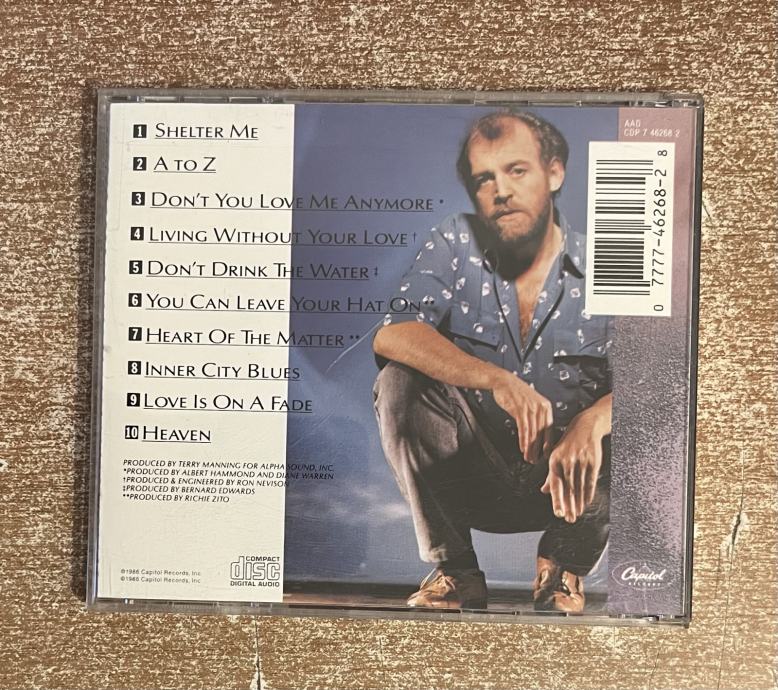 1 SHELTER ME
2 A TO Z
3 DON'T YOU LOVE ME ANYMORE *
4 LIVING WITHOUT YOUR LOVE †
5 DON'T DRINK THE WATER ‡
6 YOU CAN LEAVE YOUR HAT ON **
7 HEART OF THE MATTER **
8 INNER CITY BLUES
9 LOVE IS ON A FADE
10 HEAVEN
PRODUCED BY TERRY MANNING FOR ALPHA SOUND, INC.
*PRODUCED BY ALBERT HAMMOND AND DIANE WARREN
†PRODUCED & ENGINEERED BY RON NEVISON
‡PRODUCED BY BERNARD EDWARDS
**PRODUCED BY RICHIE ZITO
©1986 Capitol Records, Inc.
℗1986 Capitol Records, Inc.
COMPACT
disc
DIGITAL AUDIO
AAD
CDP 7 46268 2
0 7777-46268-2 8
Capitol
RECORDS